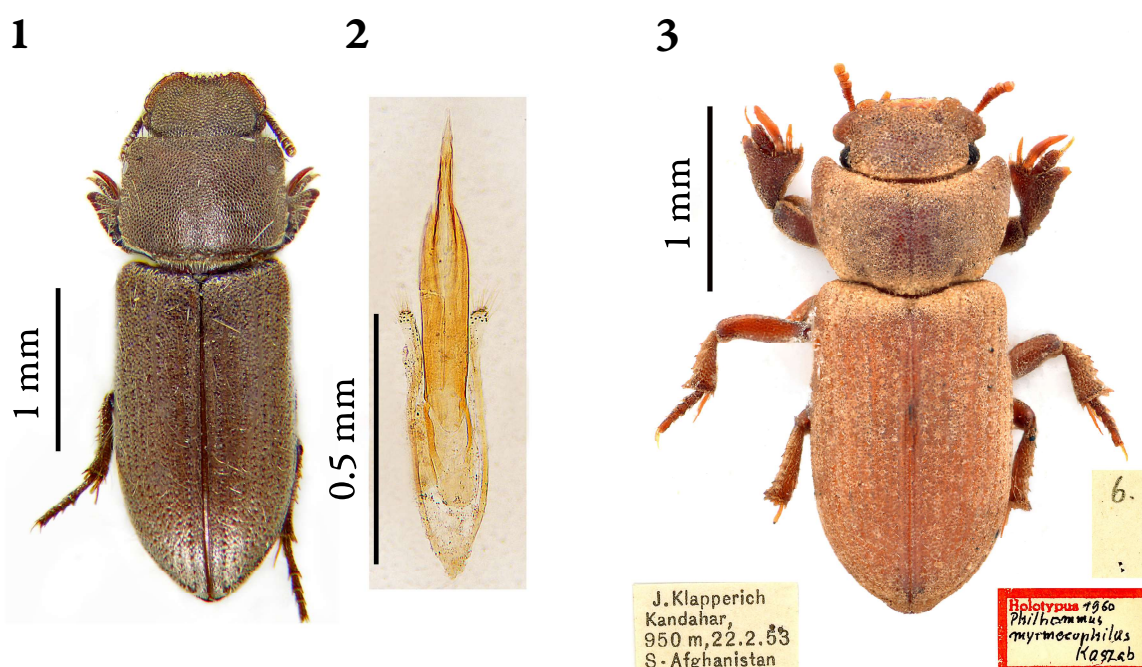 1
2
3
1 mm
0.5 mm
1 mm
6.
J.Klapperich
Kandahar,
950 m, 22.2.53
S-Afghanistan
Holotypus 1960
Philhammus
myrmecophilus
Kaszab